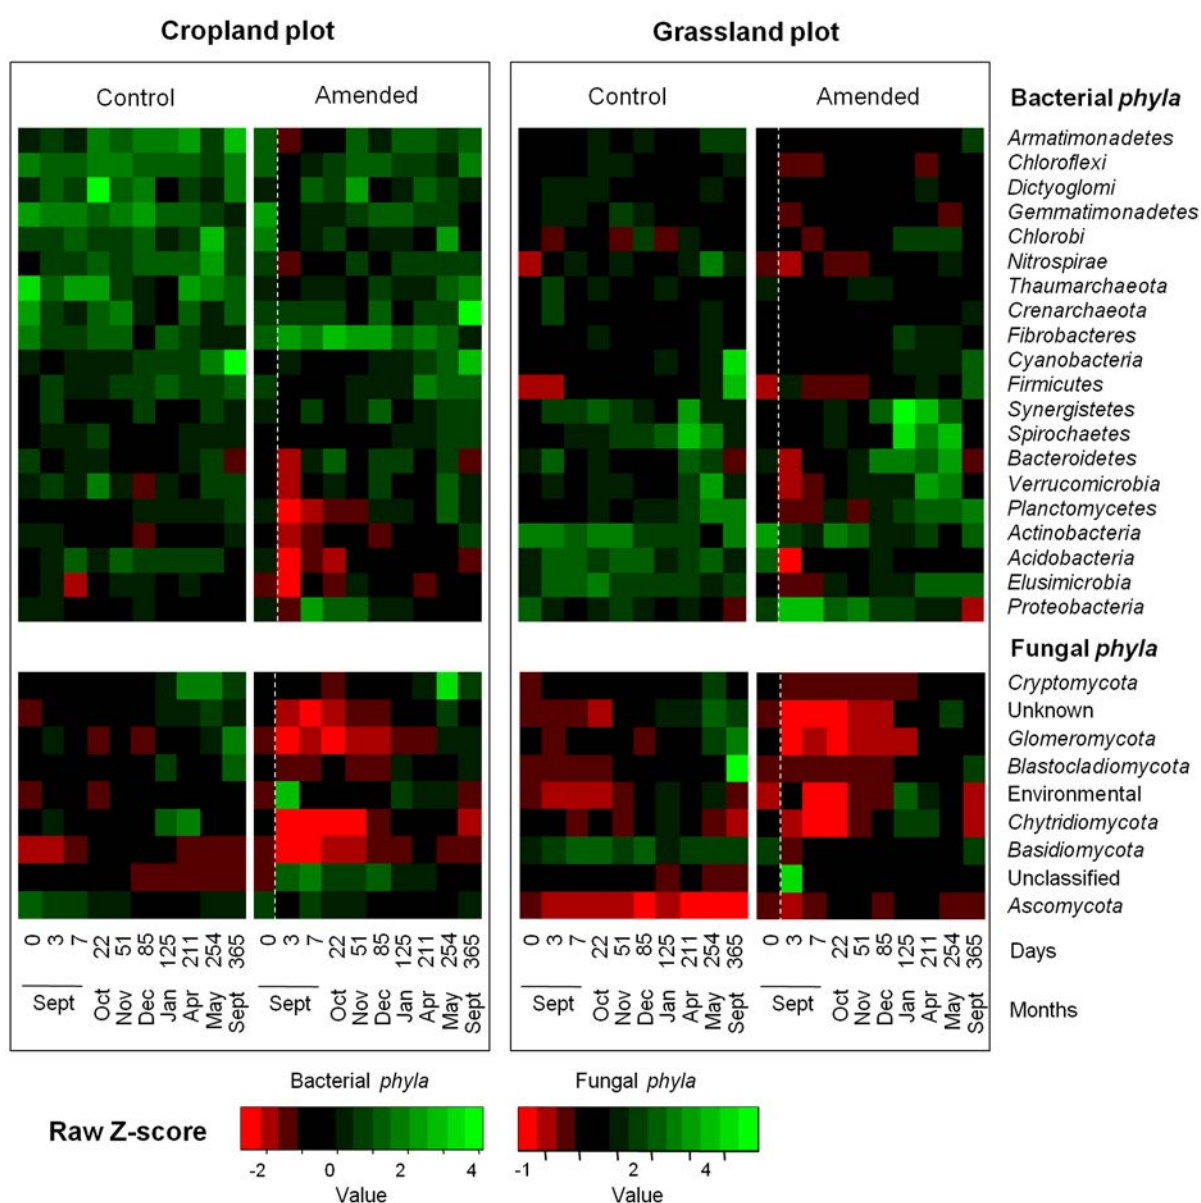 Cropland plot Grassland plot
Control Amended Control Amended Bacterial phyla
Armatimonadetes
Chloroflexi
Dictyoglomi
Gemmatimonadetes
Chlorobi
Nitrospirae
Thaumarchaeota
Crenarchaeota
Fibrobacteres
Cyanobacteria
Firmicutes
Synergistetes
Spirochaetes
Bacteroidetes
Verrucomicrobia
Planctomycetes
Actinobacteria
Acidobacteria
Elusimicrobia
Proteobacteria
Fungal phyla
Cryptomycota
Unknown
Glomeromycota
Blastocladiomycota
Environmental
Chytridiomycota
Basidiomycota
Unclassified
Ascomycota
0 3 7 22 51 85 125 211 254 365 0 3 7 22 51 85 125 211 254 365 0 3 7 22 51 85 125 211 254 365 0 3 7 22 51 85 125 211 254 365 Days
Sept Oct Nov Dec Jan Apr May Sept Sept Oct Nov Dec Jan Apr May Sept Sept Oct Nov Dec Jan Apr May Sept Sept Oct Nov Dec Jan Apr May Sept Months
Bacterial phyla Fungal phyla
Raw Z-score
-2 0 2 4 -1 2 4
Value Value